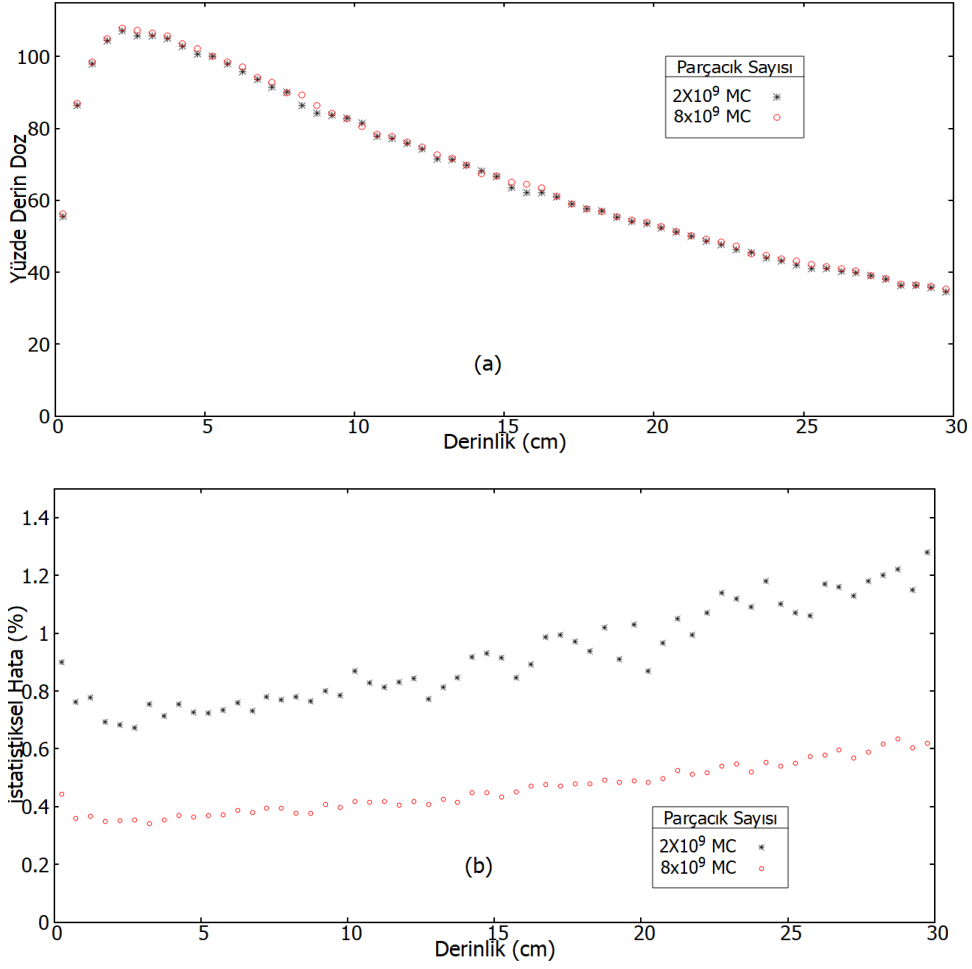 Yüzde Derin Doz
100
80
60
40
20
0
Parçacık Sayısı
2X10⁹ MC
8x10⁹ MC
(a)
0 5 10 15 20 25 30
Derinlik (cm)
istatistiksel Hata (%)
1.4
1.2
1
0.8
0.6
0.4
0.2
0
Parçacık Sayısı
2X10⁹ MC
8x10⁹ MC
(b)
0 5 10 15 20 25 30
Derinlik (cm)